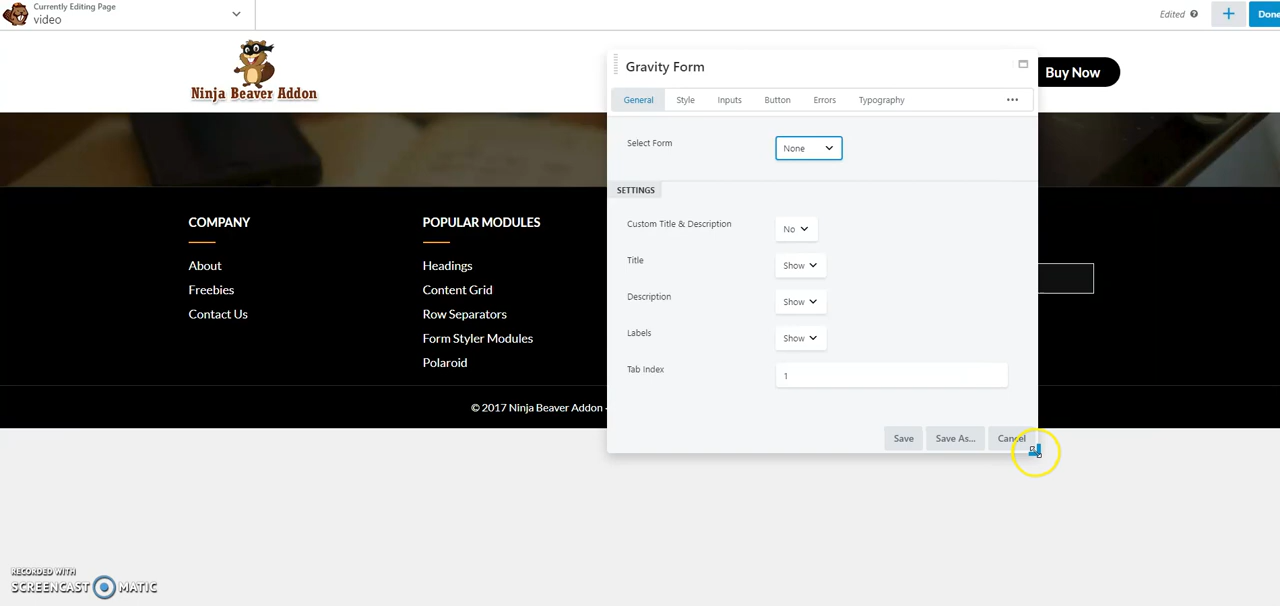 Currently Editing Page
video
Edited
Done
Ninja Beaver Addon
Buy Now
Gravity Form
General Style Inputs Button Errors Typography
Select Form None
SETTINGS
Custom Title & Description No
Title Show
Description Show
Labels Show
Tab Index 1
Save Save As... Cancel
COMPANY
About
Freebies
Contact Us
POPULAR MODULES
Headings
Content Grid
Row Separators
Form Styler Modules
Polaroid
© 2017 Ninja Beaver Addon
RECORDED WITH
SCREENCAST MATIC